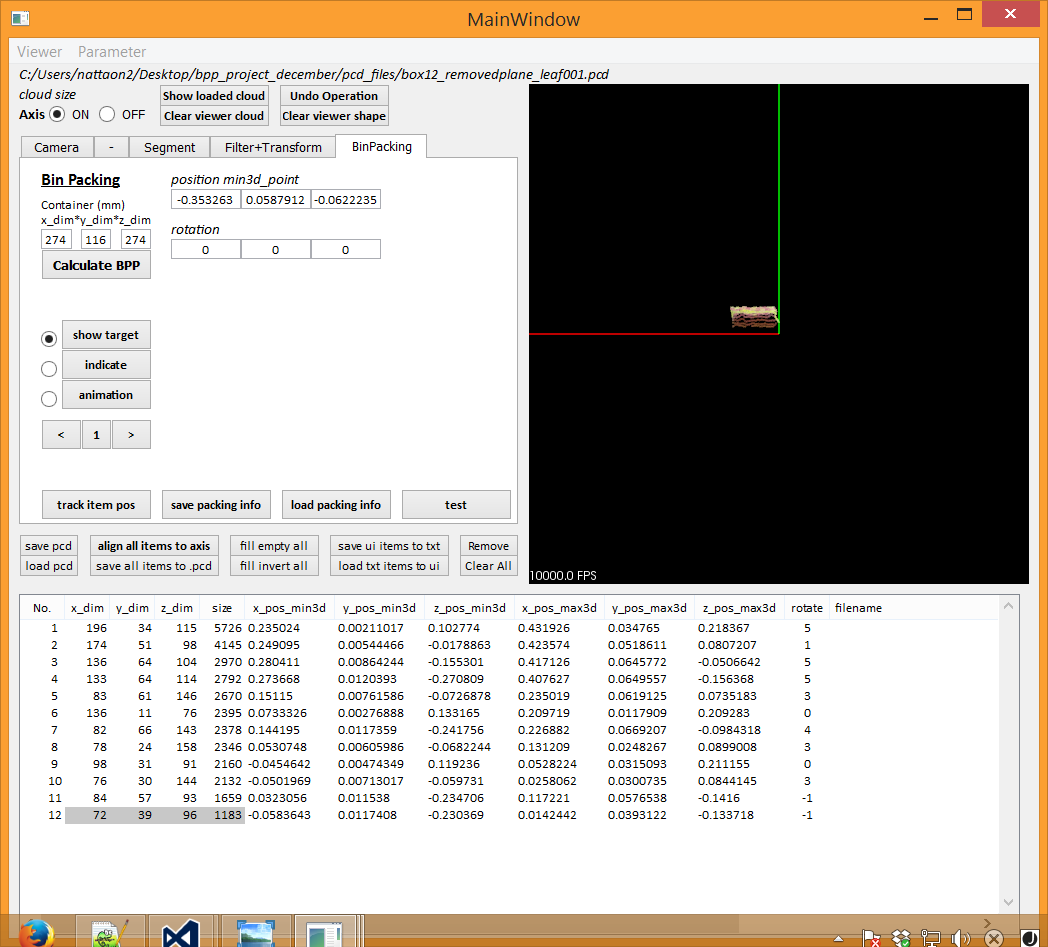 MainWindow
Viewer Parameter
C:/Users/nattaon2/Desktop/bpp_project_december/pcd_files/box12_removedplane_leaf001.pcd
cloud size
Show loaded cloud Undo Operation
Axis ON OFF Clear viewer cloud Clear viewer shape
Camera - Segment Filter+Transform BinPacking
Bin Packing position min3d_point
-0.353263 0.0587912 -0.0622235
Container (mm)
x_dim*y_dim*z_dim
rotation
274 116 274
0 0 0
Calculate BPP
show target
indicate
animation
< 1 >
track item pos save packing info load packing info test
save pcd align all items to axis fill empty all save ui items to txt Remove
load pcd save all items to .pcd fill invert all load txt items to ui Clear All
10000.0 FPS
No. x_dim y_dim z_dim size x_pos_min3d y_pos_min3d z_pos_min3d x_pos_max3d y_pos_max3d z_pos_max3d rotate filename
1 196 34 115 5726 0.235024 0.00211017 0.102774 0.431926 0.034765 0.218367 5
2 174 51 98 4145 0.249095 0.00544466 -0.0178863 0.423574 0.0518611 0.0807207 1
3 136 64 104 2970 0.280411 0.00864244 -0.155301 0.417126 0.0645772 -0.0506642 5
4 133 64 114 2792 0.273668 0.0120393 -0.270809 0.407627 0.0649557 -0.156368 5
5 83 61 146 2670 0.15115 0.00761586 -0.0726878 0.235019 0.0619125 0.0735183 3
6 136 11 76 2395 0.0733326 0.00276888 0.133165 0.209719 0.0117909 0.209283 0
7 82 66 143 2378 0.144195 0.0117359 -0.241756 0.226882 0.0669207 -0.0984318 4
8 78 24 158 2346 0.0530748 0.00605986 -0.0682244 0.131209 0.0248267 0.0899008 3
9 98 31 91 2160 -0.0454642 0.00474349 0.119236 0.0528224 0.0315093 0.211155 0
10 76 30 144 2132 -0.0501969 0.00713017 -0.059731 0.0258062 0.0300735 0.0844145 3
11 84 57 93 1659 0.0323056 0.011538 -0.234706 0.117221 0.0576538 -0.1416 -1
12 72 39 96 1183 -0.0583643 0.0117408 -0.230369 0.0142442 0.0393122 -0.133718 -1